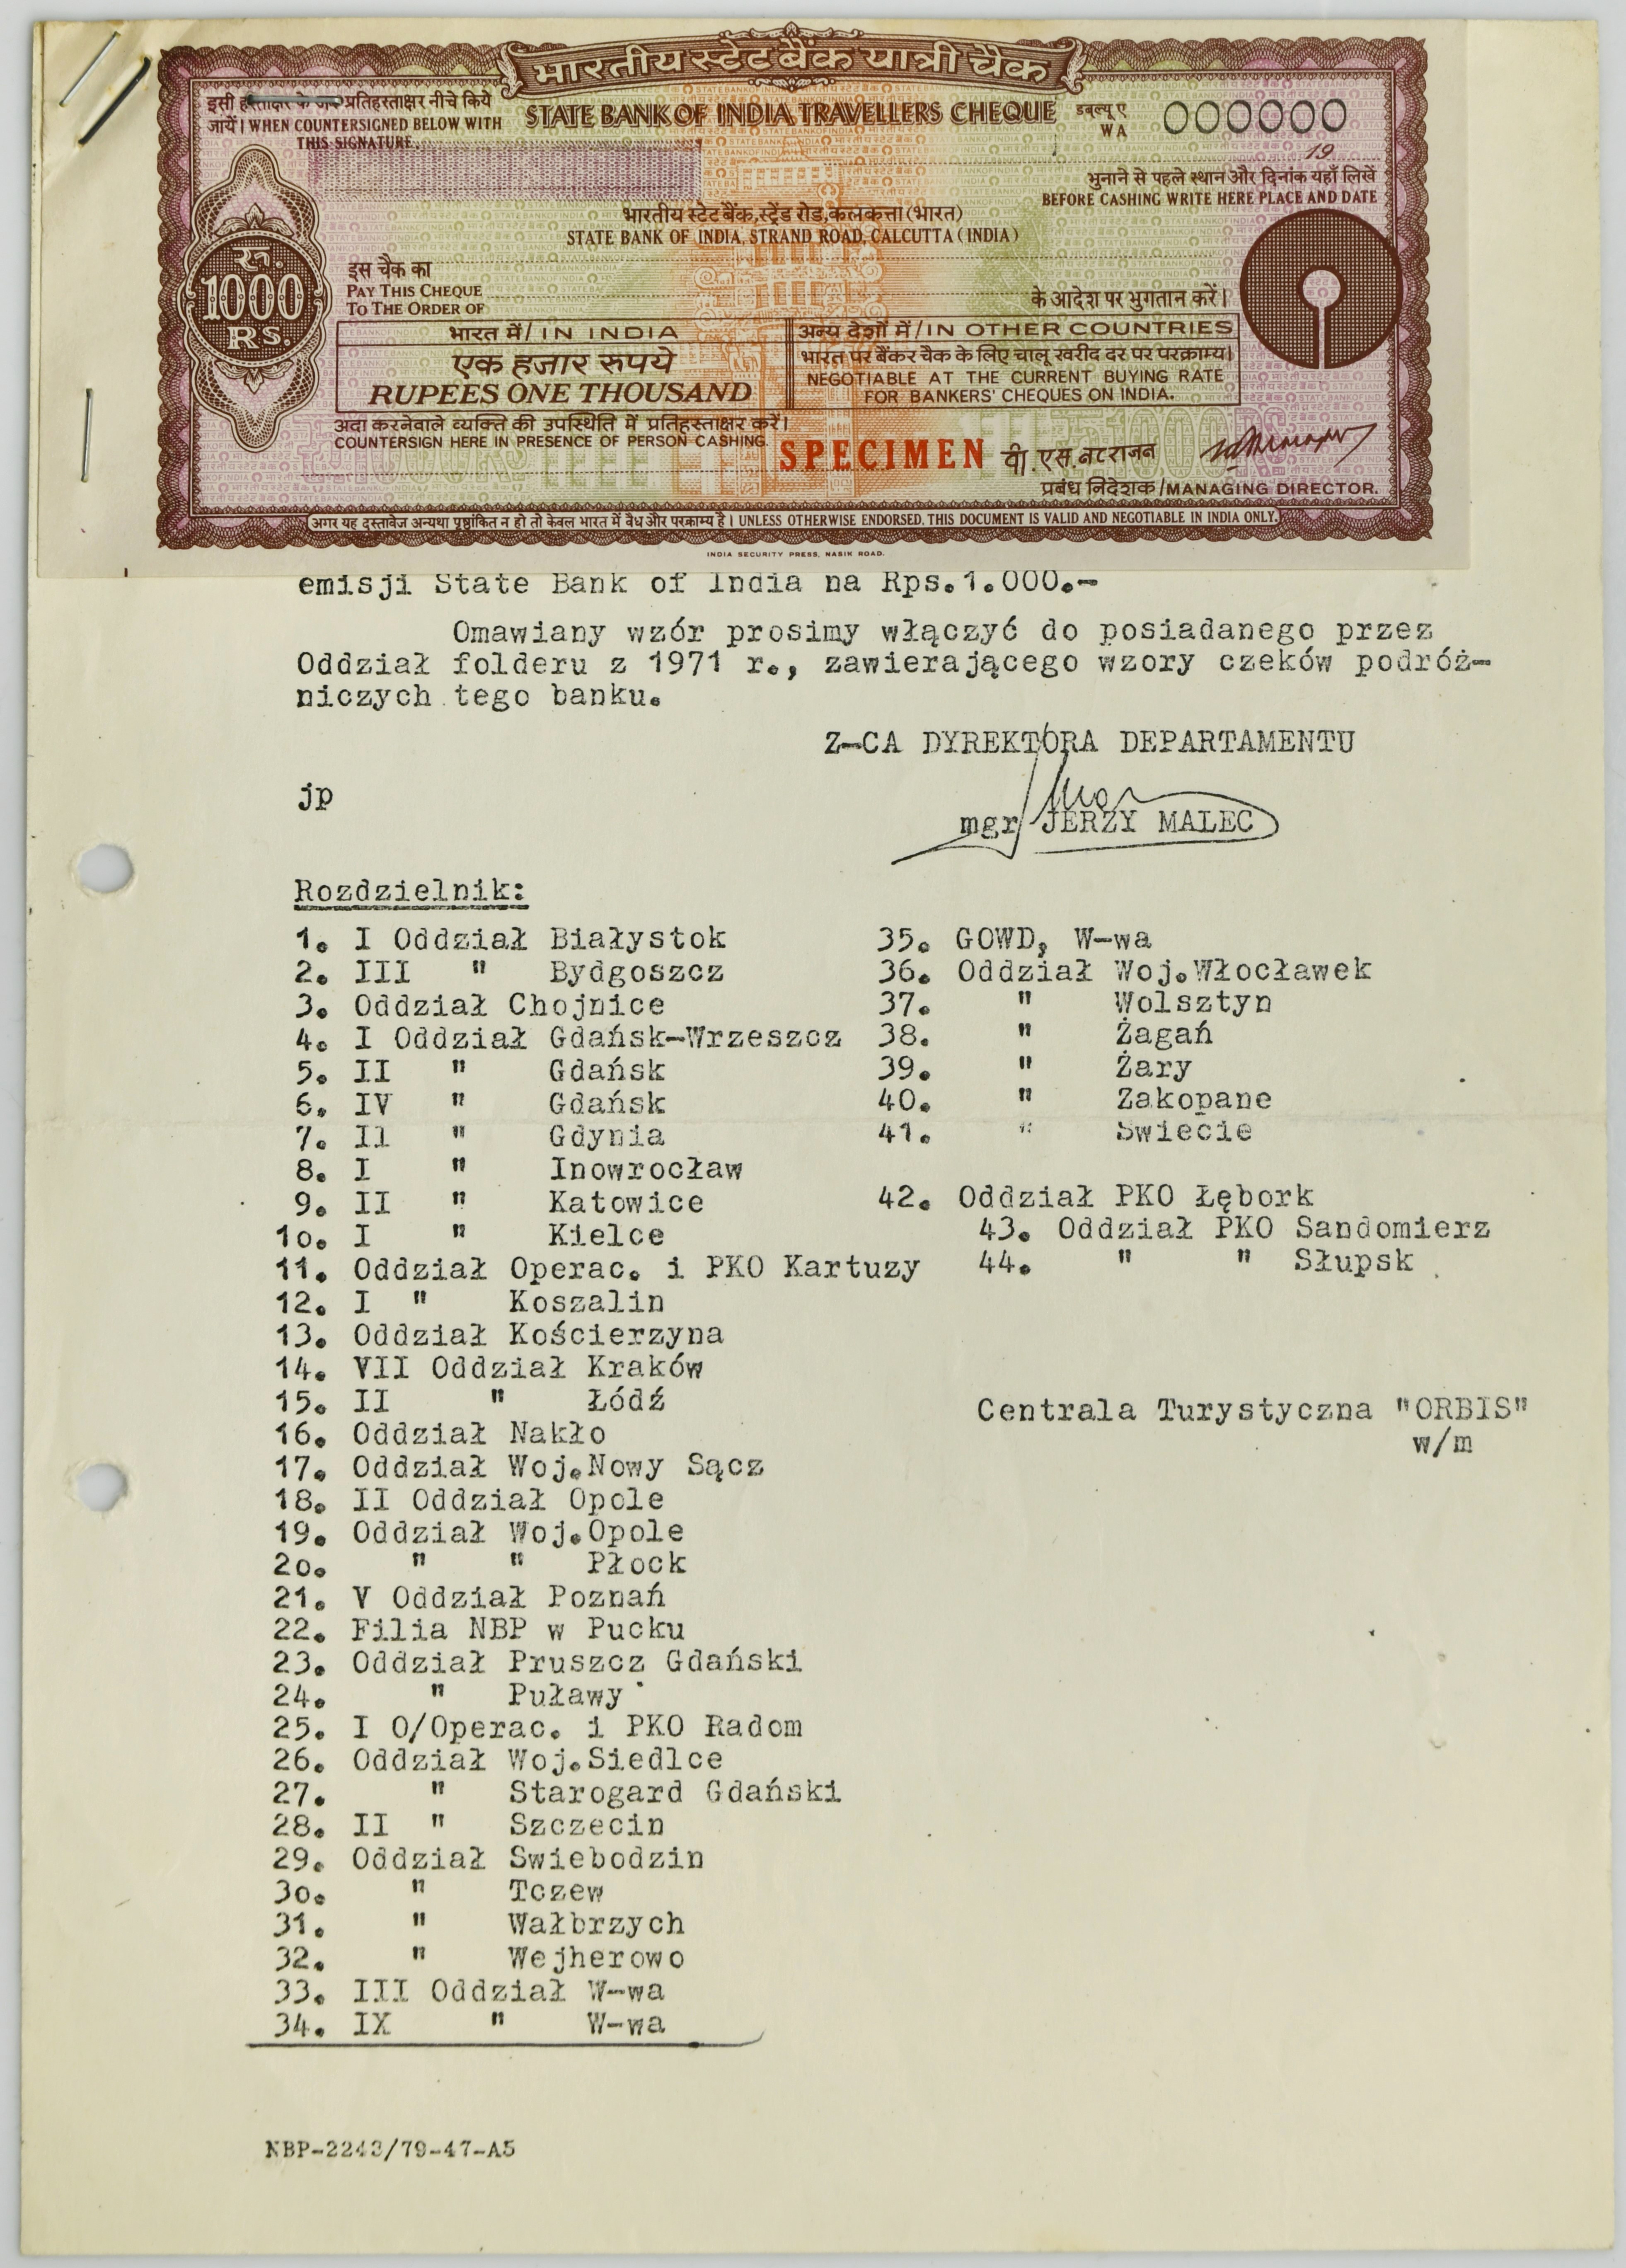 भारतीय स्टेट बैंक यात्री चैक
इसी हस्ताक्षर के जब प्रतिहस्ताक्षर नीचे किये
जायें। WHEN COUNTERSIGNED BELOW WITH
THIS SIGNATURE
STATE BANK OF INDIA TRAVELLERS CHEQUE
डबल्यू ए
WA
000000
19
भुनाने से पहले स्थान और दिनांक यहाँ लिखें
BEFORE CASHING WRITE HERE PLACE AND DATE
भारतीय स्टेट बैंक, स्ट्रेंड रोड, कलकत्ता (भारत)
STATE BANK OF INDIA, STRAND ROAD, CALCUTTA (INDIA)
रु.
1000
RS.
इस चैक का
PAY THIS CHEQUE
TO THE ORDER OF
के आदेश पर भुगतान करें।
भारत में/IN INDIA
एक हजार रुपये
RUPEES ONE THOUSAND
अन्य देशों में/IN OTHER COUNTRIES
भारत पर बैंकर चैक के लिए चालू खरीद दर पर परक्राम्य।
NEGOTIABLE AT THE CURRENT BUYING RATE
FOR BANKERS' CHEQUES ON INDIA.
अदा करनेवाले व्यक्ति की उपस्थिति में प्रतिहस्ताक्षर करें।
COUNTERSIGN HERE IN PRESENCE OF PERSON CASHING.
SPECIMEN
वी. एस. नटराजन
प्रबंध निदेशक/MANAGING DIRECTOR.
अगर यह दस्तावेज अन्यथा पृष्ठांकित न हो तो केवल भारत में वैध और परक्राम्य है। UNLESS OTHERWISE ENDORSED, THIS DOCUMENT IS VALID AND NEGOTIABLE IN INDIA ONLY.
INDIA SECURITY PRESS, NASIK ROAD.
emisji State Bank of India na Rps.1.000.-
Omawiany wzór prosimy włączyć do posiadanego przez
Oddział folderu z 1971 r., zawierającego wzory czeków podróż-
niczych tego banku.
Z-CA DYREKTORA DEPARTAMENTU
jp
mgr JERZY MALEC
Rozdzielnik:
1. I Oddział Białystok
2. III " Bydgoszcz
3. Oddział Chojnice
4. I Oddział Gdańsk-Wrzeszcz
5. II " Gdańsk
6. IV " Gdańsk
7. II " Gdynia
8. I " Inowrocław
9. II " Katowice
10. I " Kielce
11. Oddział Operac. i PKO Kartuzy
12. I " Koszalin
13. Oddział Kościerzyna
14. VII Oddział Kraków
15. II " Łódź
16. Oddział Nakło
17. Oddział Woj.Nowy Sącz
18. II Oddział Opole
19. Oddział Woj.Opole
20. " " Płock
21. V Oddział Poznań
22. Filia NBP w Pucku
23. Oddział Pruszcz Gdański
24. " Puławy
25. I O/Operac. i PKO Radom
26. Oddział Woj.Siedlce
27. " Starogard Gdański
28. II " Szczecin
29. Oddział Swiebodzin
30. " Tczew
31. " Wałbrzych
32. " Wejherowo
33. III Oddział W-wa
34. IX " W-wa
35. GOWD, W-wa
36. Oddział Woj.Włocławek
37. " Wolsztyn
38. " Żagań
39. " Żary
40. " Zakopane
41. " Swiecie
42. Oddział PKO Łębork
43. Oddział PKO Sandomierz
44. " " Słupsk
Centrala Turystyczna "ORBIS"
w/m
NBP-2243/79-47-A5